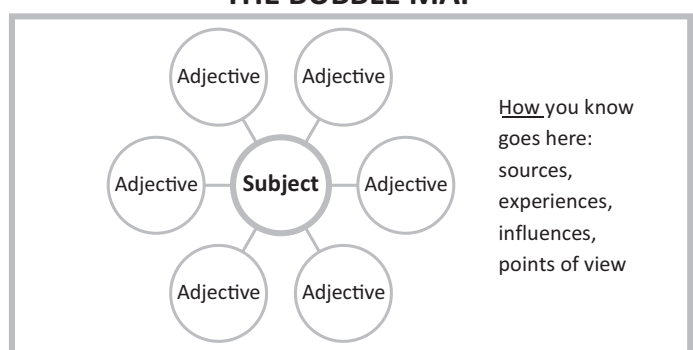 THE BUBBLE MAP
Adjective Adjective
How you know
goes here:
Adjective Subject Adjective
sources,
experiences,
influences,
points of view
Adjective Adjective